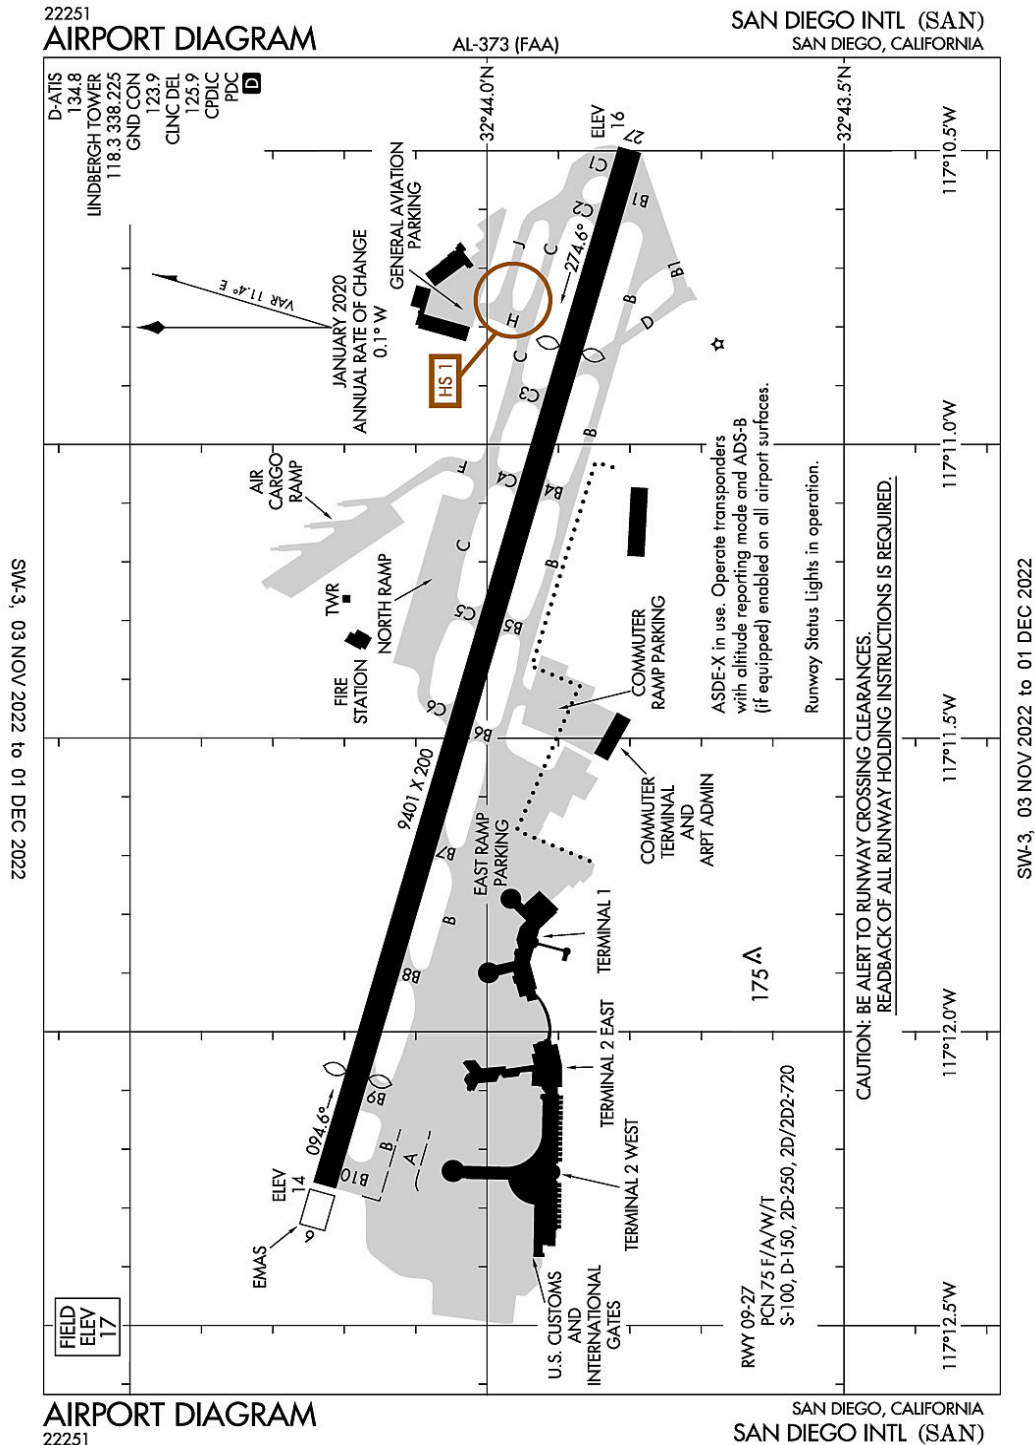 22251
AIRPORT DIAGRAM
AL-373 (FAA)
SAN DIEGO INTL (SAN)
SAN DIEGO, CALIFORNIA
D-ATIS
134.8
LINDBERGH TOWER
118.3 338.225
GND CON
123.9
CLNC DEL
125.9
CPDLC
PDC
D
VAR 11.4° E
JANUARY 2020
ANNUAL RATE OF CHANGE
0.1° W
GENERAL AVIATION
PARKING
HS 1
32°44.0'N
32°43.5'N
ELEV
16
27
C1
C2
B1
J
C
274.6°
H
B
B1
D
C
C3
B
117°10.5'W
117°11.0'W
117°11.5'W
117°12.0'W
117°12.5'W
AIR
CARGO
RAMP
F
C4
B4
C
B
TWR
NORTH RAMP
C5
B5
FIRE
STATION
C6
B6
COMMUTER
RAMP PARKING
COMMUTER
TERMINAL
AND
ARPT ADMIN
9401 X 200
B7
EAST RAMP
PARKING
B
B8
TERMINAL 1
TERMINAL 2 EAST
TERMINAL 2 WEST
U.S. CUSTOMS
AND
INTERNATIONAL
GATES
B9
094.6°
B10
B
A
ELEV
14
9
EMAS
FIELD
ELEV
17
175
ASDE-X in use. Operate transponders
with altitude reporting mode and ADS-B
(if equipped) enabled on all airport surfaces.
Runway Status Lights in operation.
CAUTION: BE ALERT TO RUNWAY CROSSING CLEARANCES.
READBACK OF ALL RUNWAY HOLDING INSTRUCTIONS IS REQUIRED.
RWY 09-27
PCN 75 F/A/W/T
S-100, D-150, 2D-250, 2D/2D2-720
SW-3, 03 NOV 2022 to 01 DEC 2022
SW-3, 03 NOV 2022 to 01 DEC 2022
AIRPORT DIAGRAM
22251
SAN DIEGO, CALIFORNIA
SAN DIEGO INTL (SAN)